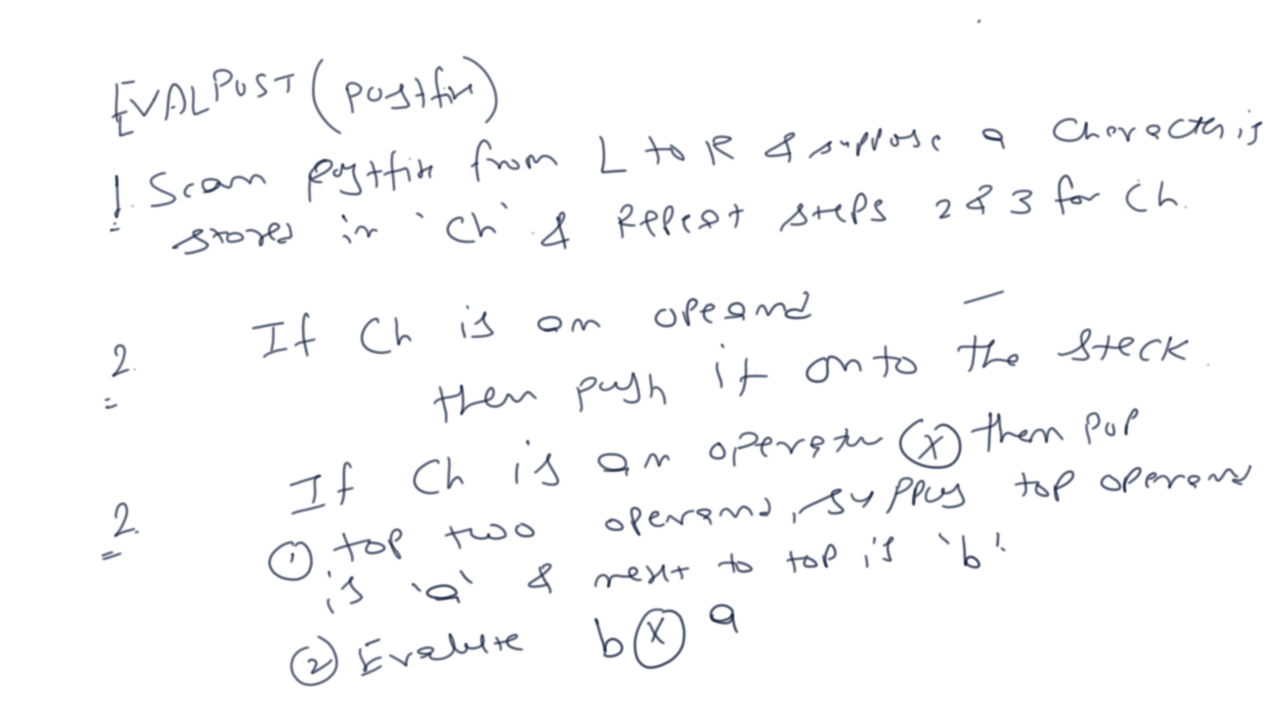 EVALPOST (postfix)
1. Scan postfix from L to R & suppose a Character is
stored in 'Ch' & Repeat steps 2 & 3 for Ch.
2. If Ch is an opeand
then push it onto the stack.
2. If Ch is an operator (x) then pop
① top two operand, suppos top operand
is 'a' & next to top is 'b'.
② Evaluate b (x) a